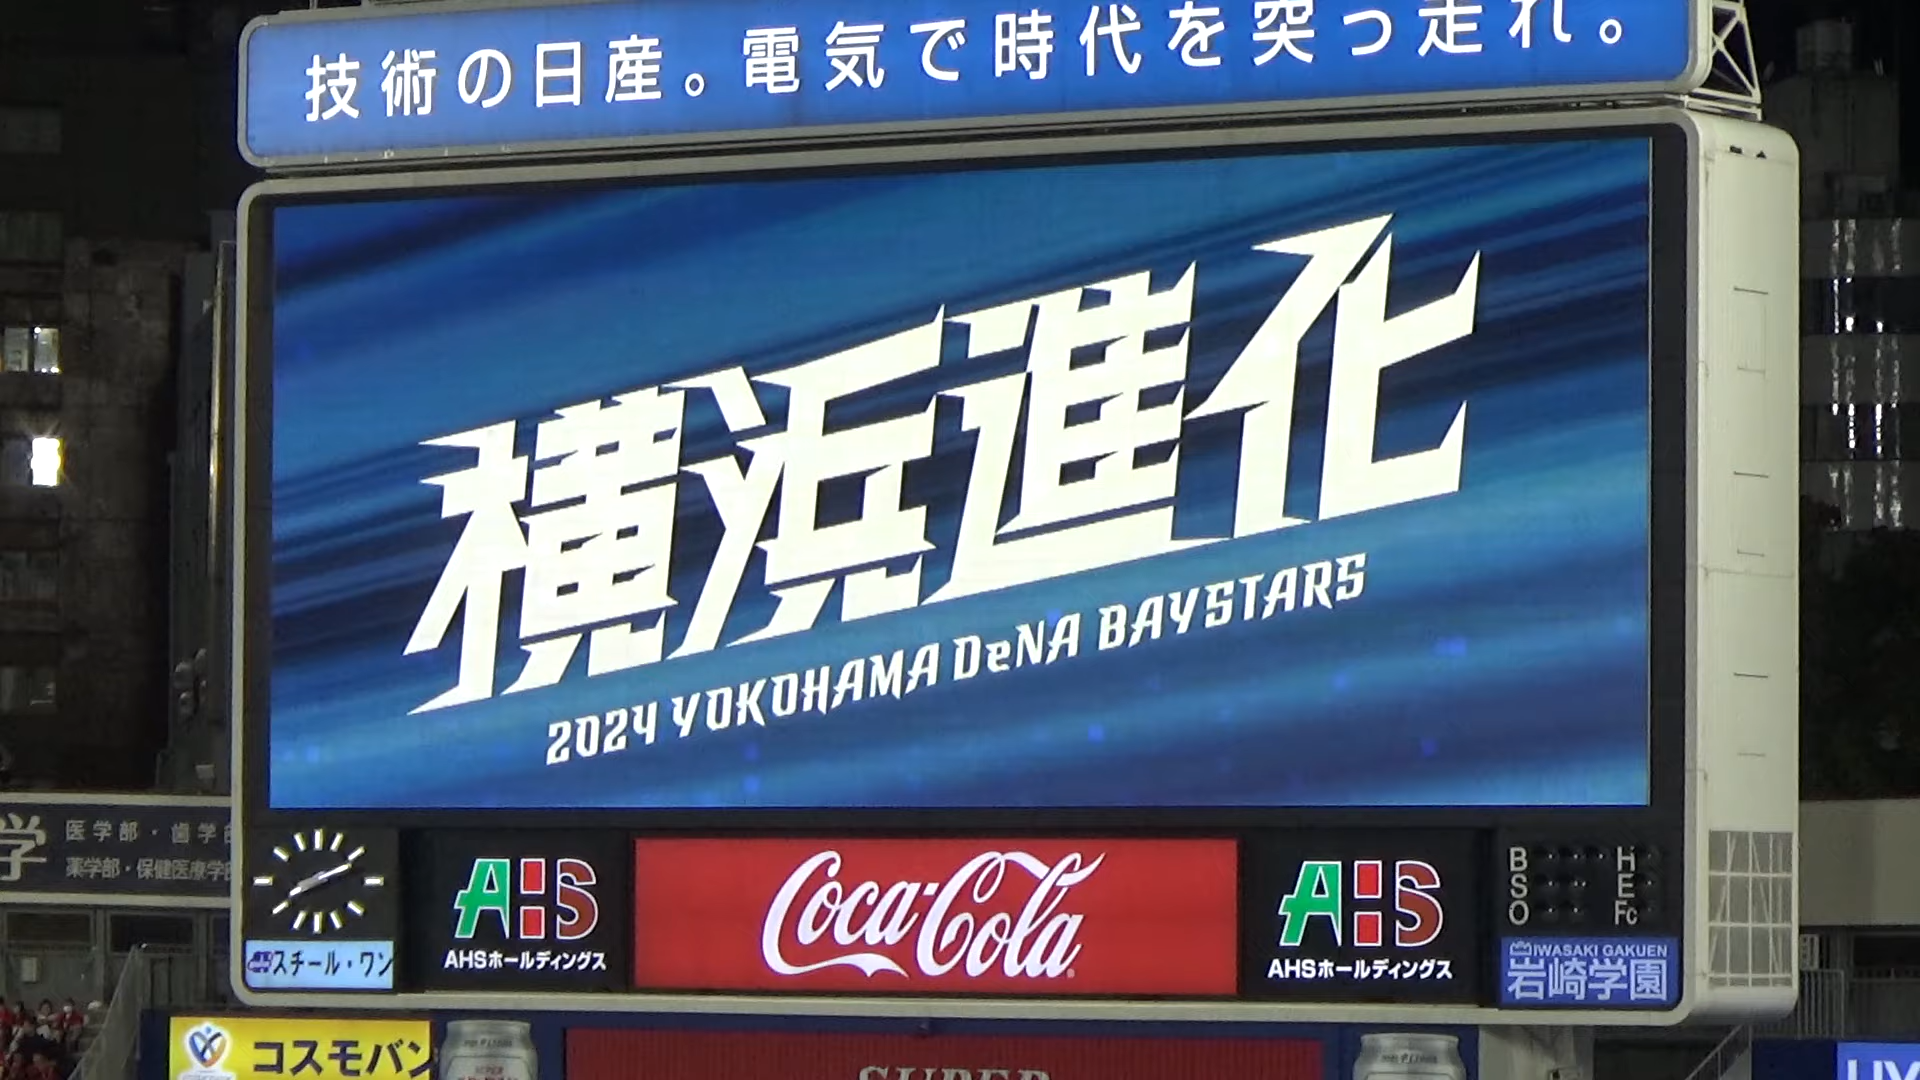 技術の日産。電気で時代を突っ走れ。
横浜進化
2024 YOKOHAMA DeNA BAYSTARS
学
医学部・歯学部
薬学部・保健医療学部
スチール・ワン
AHS
AHSホールディングス
Coca-Cola
AHS
AHSホールディングス
B H
S E
O Fc
IWASAKI GAKUEN
岩崎学園
コスモバン
SUPER